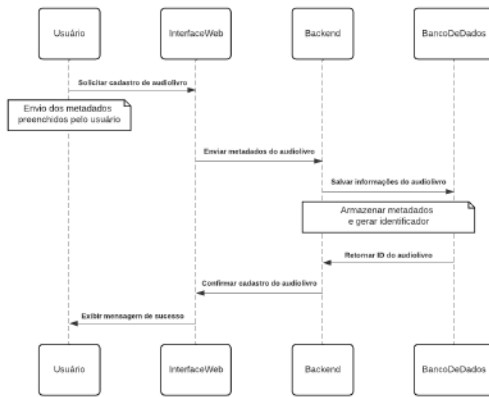 Usuário
InterfaceWeb
Backend
BancoDeDados
Solicitar cadastro de audiolivro
Envio dos metadados
preenchidos pelo usuário
Enviar metadados do audiolivro
Salvar informações do audiolivro
Armazenar metadados
e gerar identificador
Retornar ID do audiolivro
Confirmar cadastro do audiolivro
Exibir mensagem de sucesso
Usuário
InterfaceWeb
Backend
BancoDeDados